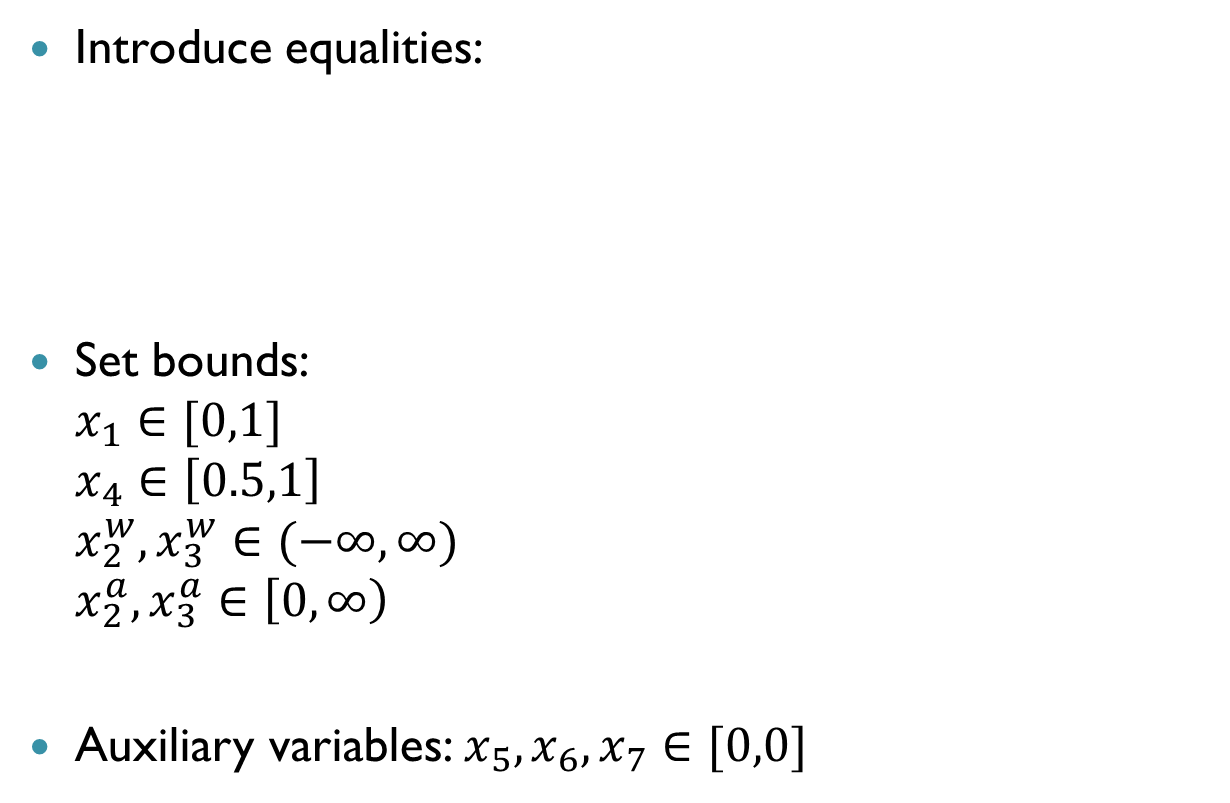 • Introduce equalities:
• Set bounds:
x₁ ∈ [0,1]
x₄ ∈ [0.5,1]
x₂ʷ, x₃ʷ ∈ (−∞, ∞)
x₂ᵃ, x₃ᵃ ∈ [0, ∞)
• Auxiliary variables: x₅, x₆, x₇ ∈ [0,0]